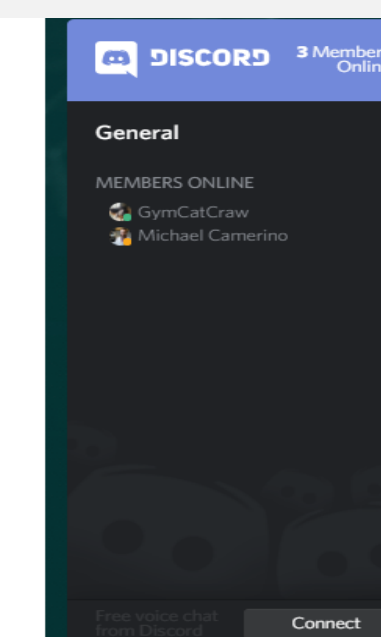 DISCORD
3 Member
Onlin
General
MEMBERS ONLINE
GymCatCraw
Michael Camerino
Free voice chat
from Discord
Connect